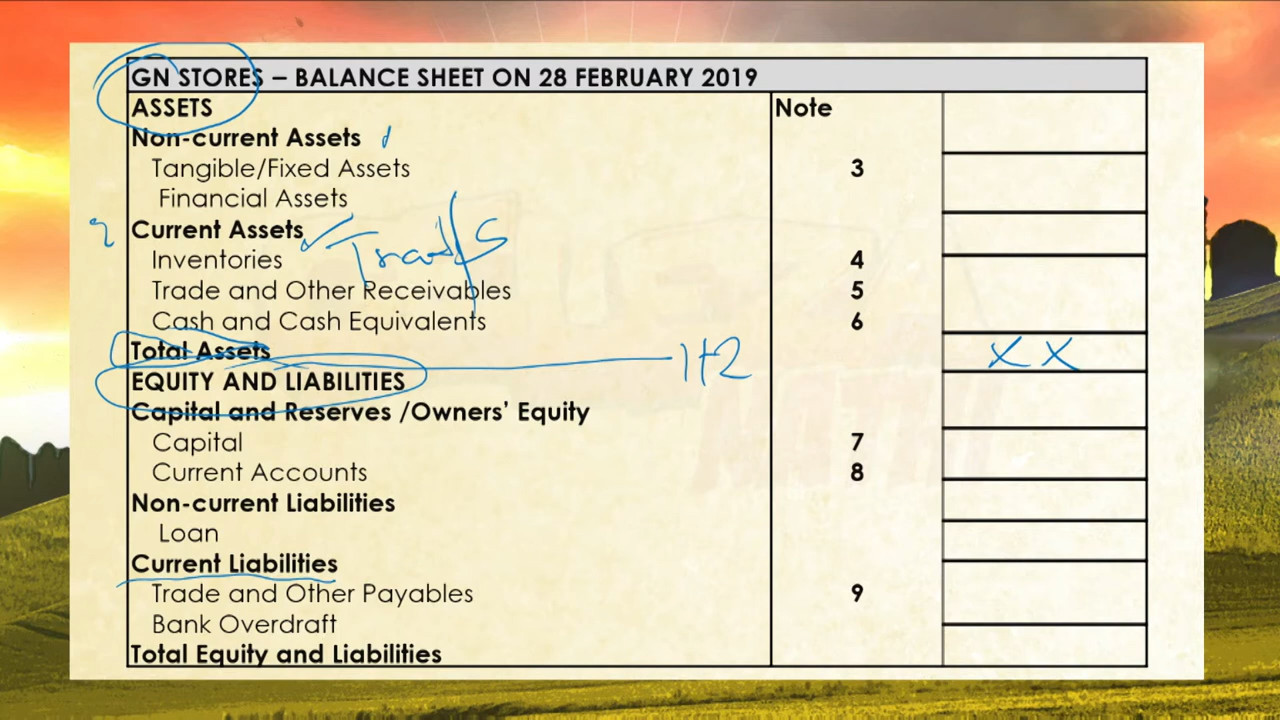 GN STORES – BALANCE SHEET ON 28 FEBRUARY 2019
ASSETS Note
Non-current Assets 1
Tangible/Fixed Assets 3
Financial Assets
2 Current Assets
Inventories 4
Trad/S
Trade and Other Receivables 5
Cash and Cash Equivalents 6
Total Assets 1+2 XX
EQUITY AND LIABILITIES
Capital and Reserves /Owners’ Equity
Capital 7
Current Accounts 8
Non-current Liabilities
Loan
Current Liabilities
Trade and Other Payables 9
Bank Overdraft
Total Equity and Liabilities